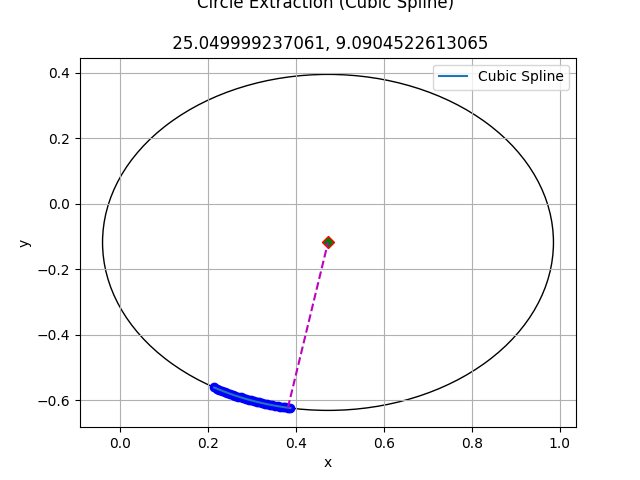 Circle Extraction (Cubic Spline)
25.049999237061, 9.0904522613065
Cubic Spline
0.4
0.2
0.0
−0.2
−0.4
−0.6
y
0.0 0.2 0.4 0.6 0.8 1.0
x